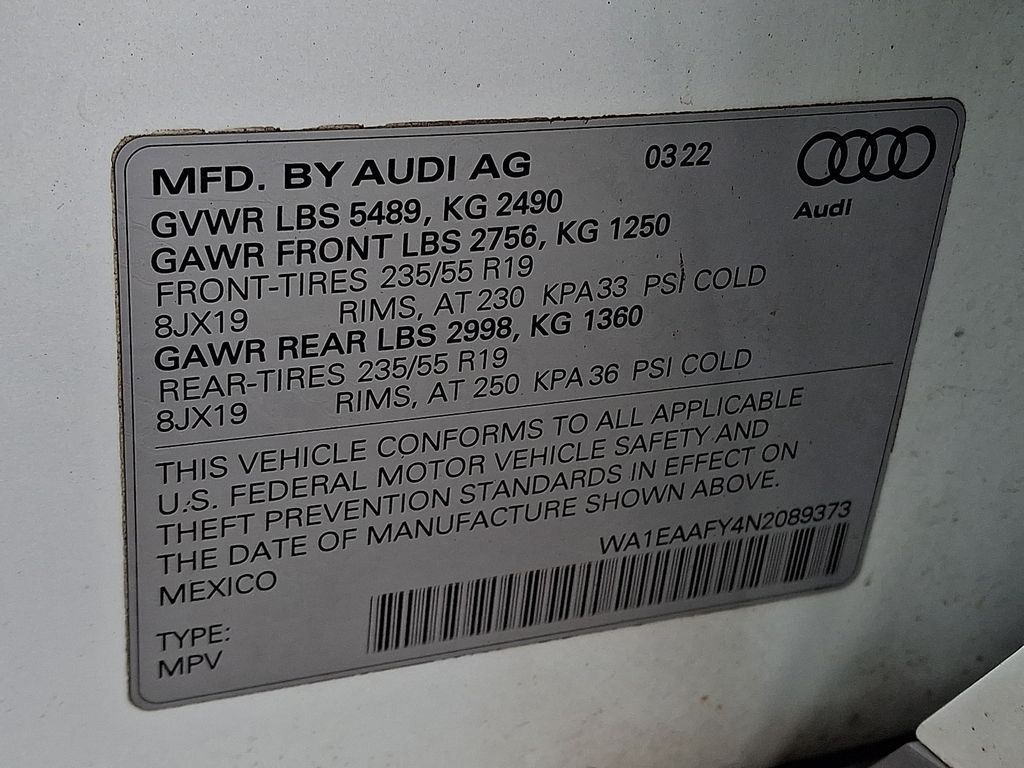 MFD. BY AUDI AG 03 22
Audi
GVWR LBS 5489, KG 2490
GAWR FRONT LBS 2756, KG 1250
FRONT-TIRES 235/55 R19
8JX19 RIMS, AT 230 KPA 33 PSI COLD
GAWR REAR LBS 2998, KG 1360
REAR-TIRES 235/55 R19
8JX19 RIMS, AT 250 KPA 36 PSI COLD
THIS VEHICLE CONFORMS TO ALL APPLICABLE
U.S. FEDERAL MOTOR VEHICLE SAFETY AND
THEFT PREVENTION STANDARDS IN EFFECT ON
THE DATE OF MANUFACTURE SHOWN ABOVE.
MEXICO WA1EAAFY4N2089373
TYPE:
MPV